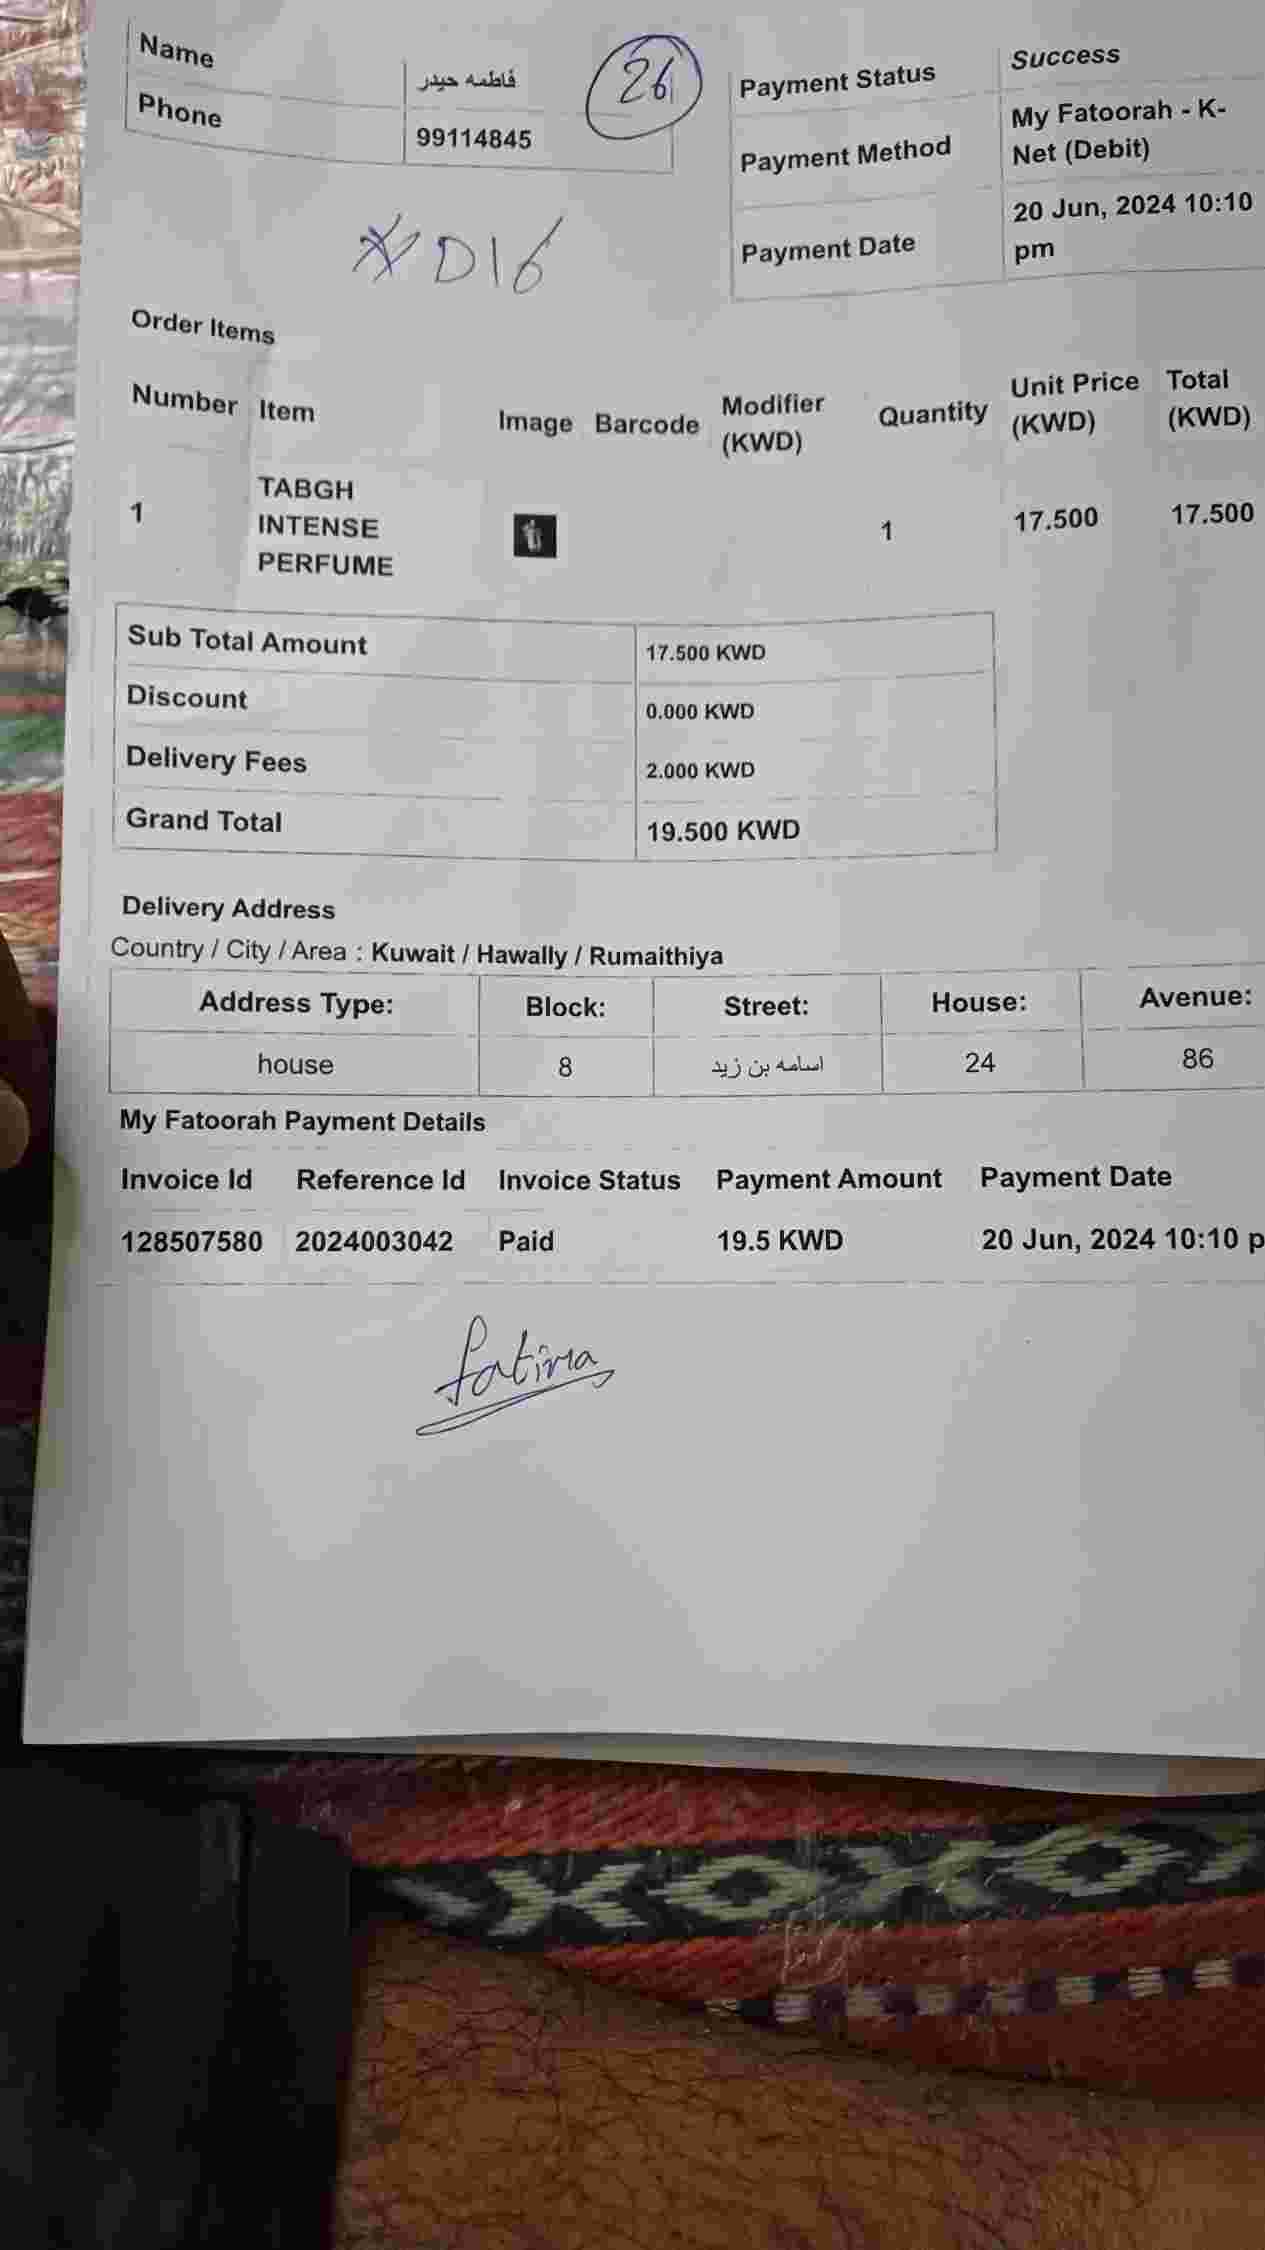 Name فاطمه حيدر
Phone 99114845
26
Payment Status Success
Payment Method My Fatoorah - K-Net (Debit)
Payment Date 20 Jun, 2024 10:10 pm
D16
Order Items
Number Item Image Barcode Modifier (KWD) Quantity Unit Price (KWD) Total (KWD)
1 TABGH INTENSE PERFUME 1 17.500 17.500
Sub Total Amount 17.500 KWD
Discount 0.000 KWD
Delivery Fees 2.000 KWD
Grand Total 19.500 KWD
Delivery Address
Country / City / Area : Kuwait / Hawally / Rumaithiya
Address Type: Block: Street: House: Avenue:
house 8 اسامه بن زيد 24 86
My Fatoorah Payment Details
Invoice Id Reference Id Invoice Status Payment Amount Payment Date
128507580 2024003042 Paid 19.5 KWD 20 Jun, 2024 10:10 p
fatima